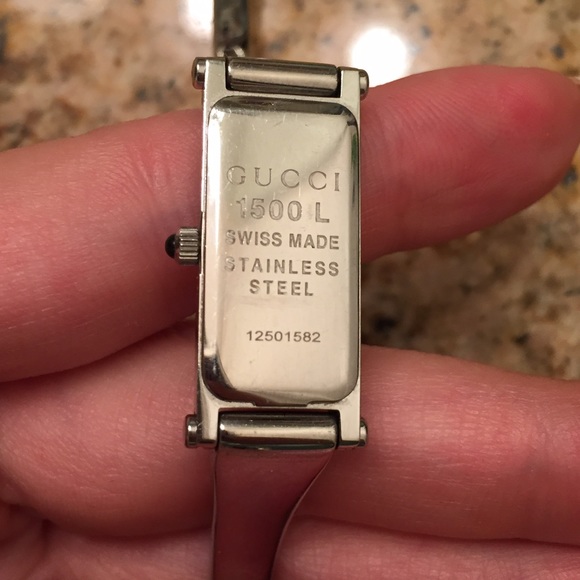 GUCCI
1500 L
SWISS MADE
STAINLESS
STEEL
12501582